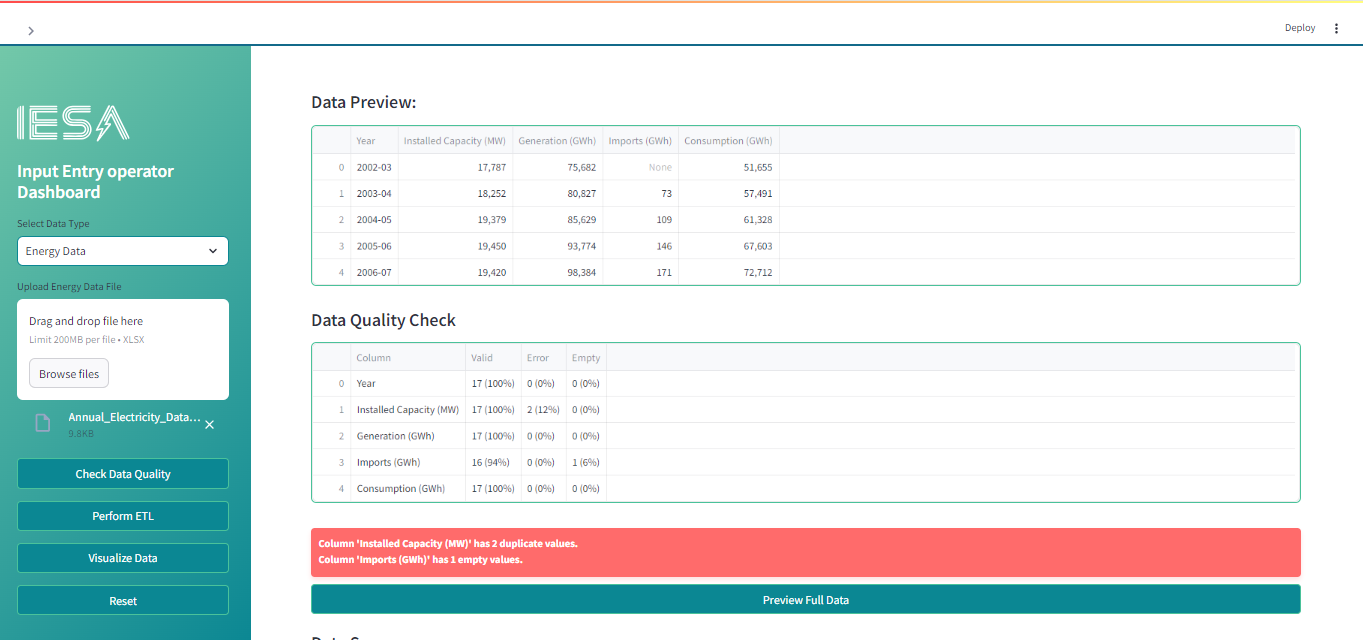 Deploy
IESA
Input Entry operator
Dashboard
Select Data Type
Energy Data
Upload Energy Data File
Drag and drop file here
Limit 200MB per file • XLSX
Browse files
Annual_Electricity_Data...
9.8KB
Check Data Quality
Perform ETL
Visualize Data
Reset
Data Preview:
Year Installed Capacity (MW) Generation (GWh) Imports (GWh) Consumption (GWh)
0 2002-03 17,787 75,682 None 51,655
1 2003-04 18,252 80,827 73 57,491
2 2004-05 19,379 85,629 109 61,328
3 2005-06 19,450 93,774 146 67,603
4 2006-07 19,420 98,384 171 72,712
Data Quality Check
Column Valid Error Empty
0 Year 17 (100%) 0 (0%) 0 (0%)
1 Installed Capacity (MW) 17 (100%) 2 (12%) 0 (0%)
2 Generation (GWh) 17 (100%) 0 (0%) 0 (0%)
3 Imports (GWh) 16 (94%) 0 (0%) 1 (6%)
4 Consumption (GWh) 17 (100%) 0 (0%) 0 (0%)
Column 'Installed Capacity (MW)' has 2 duplicate values.
Column 'Imports (GWh)' has 1 empty values.
Preview Full Data